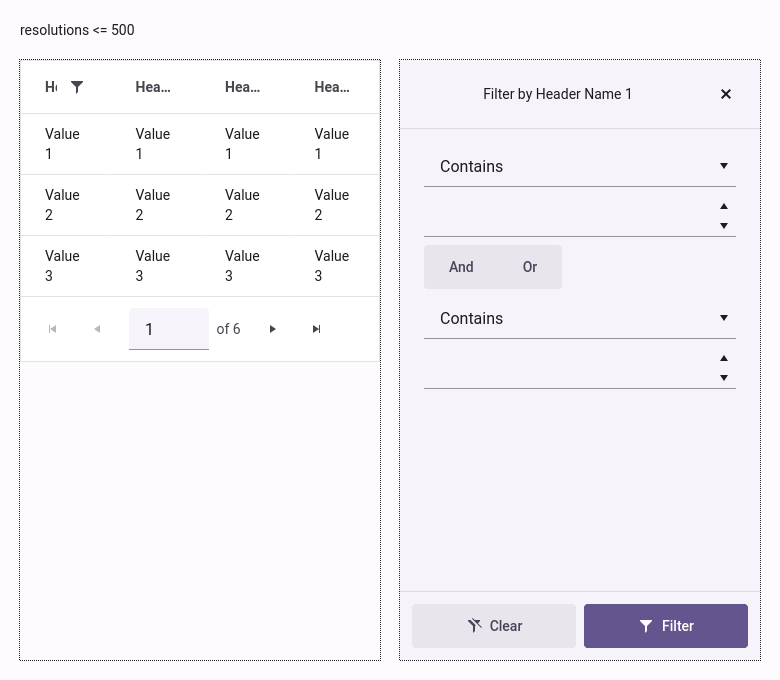 resolutions <= 500
Hea… Hea… Hea…
Value 1 Value 1 Value 1 Value 1
Value 2 Value 2 Value 2 Value 2
Value 3 Value 3 Value 3 Value 3
1 of 6
Filter by Header Name 1
Contains
And Or
Contains
Clear Filter